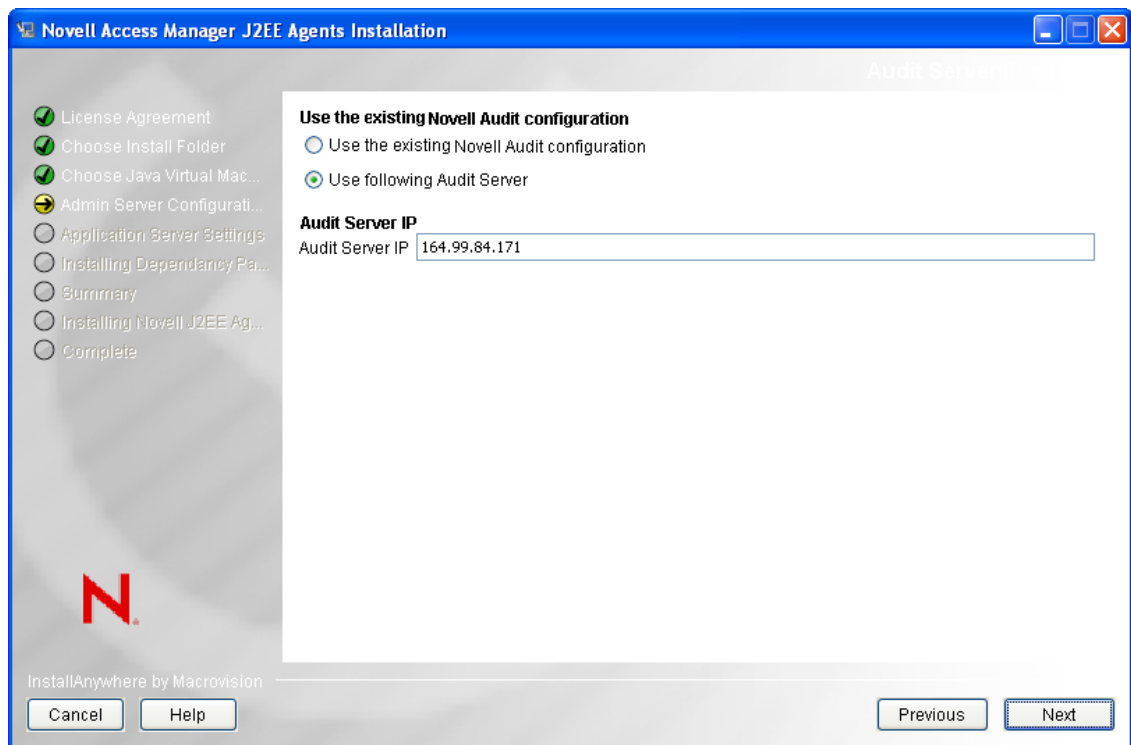 Novell Access Manager J2EE Agents Installation
Audit Server
License Agreement
Choose Install Folder
Choose Java Virtual Mac...
Admin Server Configurati...
Application Server Settings
Installing Dependancy Pa...
Summary
Installing Novell J2EE Ag...
Complete
Use the existing Novell Audit configuration
Use the existing Novell Audit configuration
Use following Audit Server
Audit Server IP
Audit Server IP 164.99.84.171
N
InstallAnywhere by Macrovision
Cancel Help Previous Next